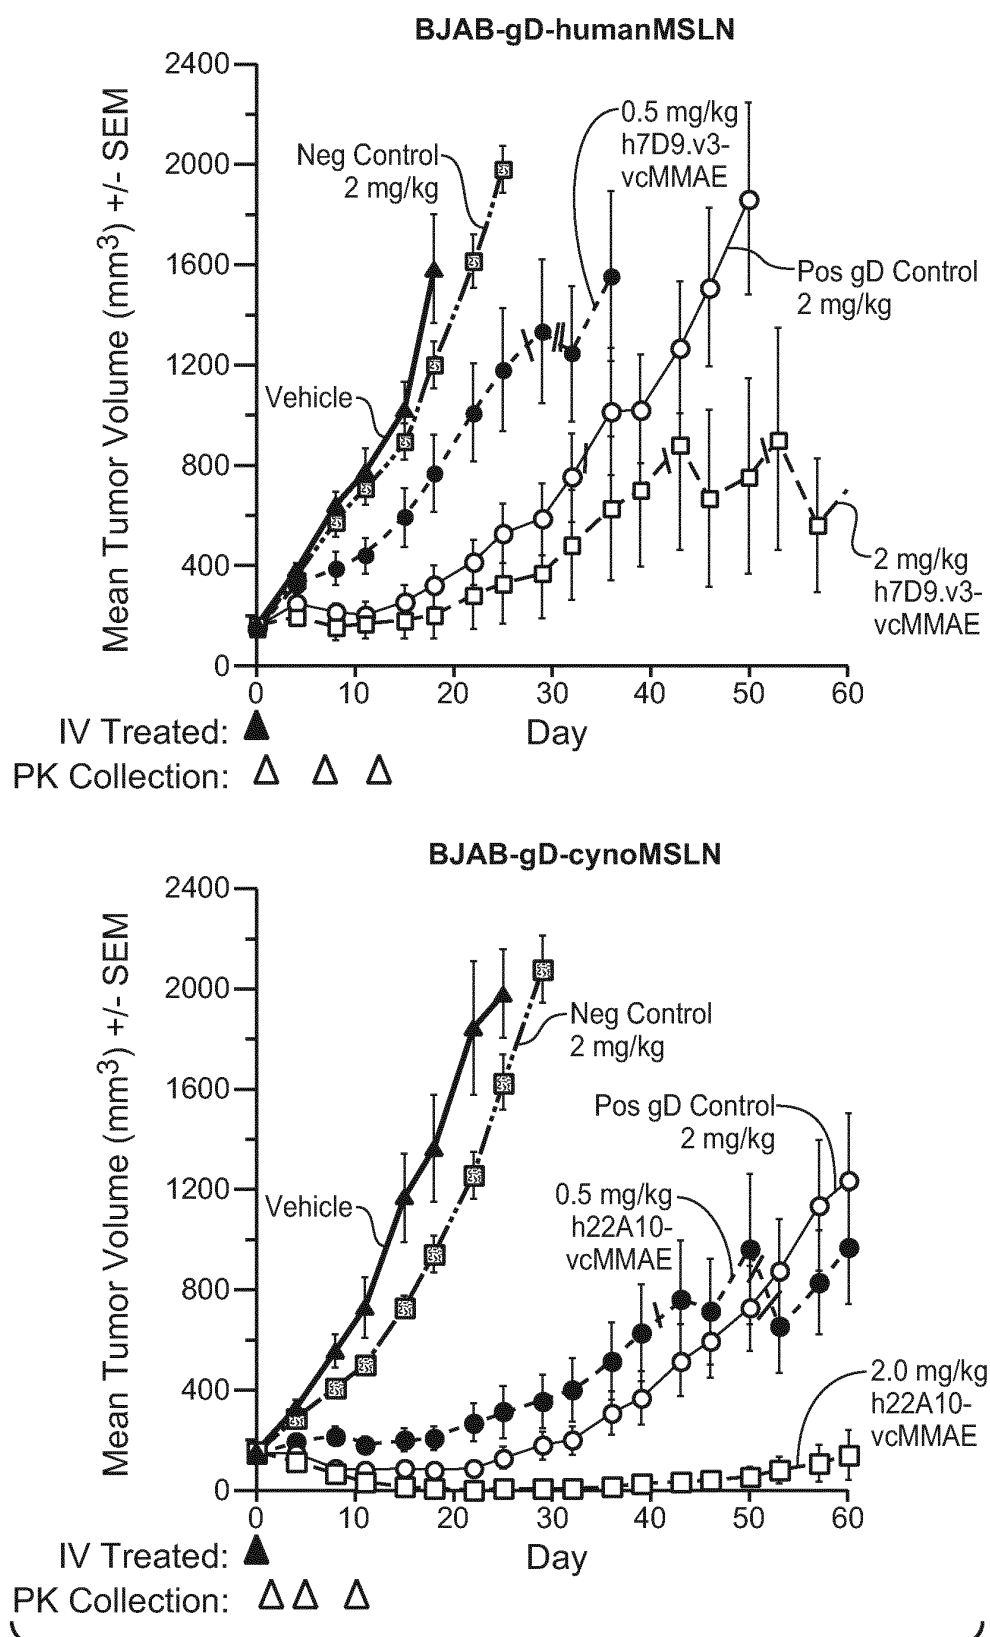 BJAB-gD-humanMSLN
Mean Tumor Volume (mm3) +/- SEM
2400
2000
1600
1200
800
400
0
Neg Control
2 mg/kg
0.5 mg/kg
h7D9.v3-
vcMMAE
Pos gD Control
2 mg/kg
Vehicle
2 mg/kg
h7D9.v3-
vcMMAE
0 10 20 30 40 50 60
IV Treated: Day
PK Collection:
BJAB-gD-cynoMSLN
Mean Tumor Volume (mm3) +/- SEM
2400
2000
1600
1200
800
400
0
Neg Control
2 mg/kg
Pos gD Control
2 mg/kg
Vehicle
0.5 mg/kg
h22A10-
vcMMAE
2.0 mg/kg
h22A10-
vcMMAE
0 10 20 30 40 50 60
IV Treated: Day
PK Collection: